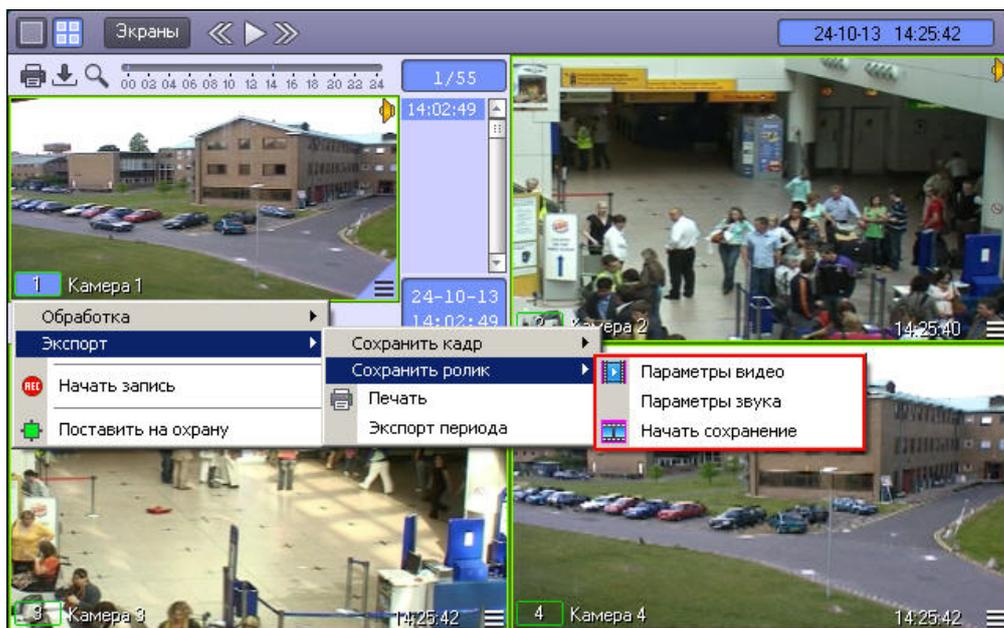 Экраны
24-10-13 14:25:42
00 02 04 06 08 10 12 14 16 18 20 22 24
1/55
14:02:49
1 Камера 1
24-10-13
14:02:49
2 Камера 2
14:25:40
Обработка
Экспорт
Начать запись
Поставить на охрану
Сохранить кадр
Сохранить ролик
Печать
Экспорт периода
Параметры видео
Параметры звука
Начать сохранение
3 Камера 3
14:25:42
4 Камера 4
14:25:42